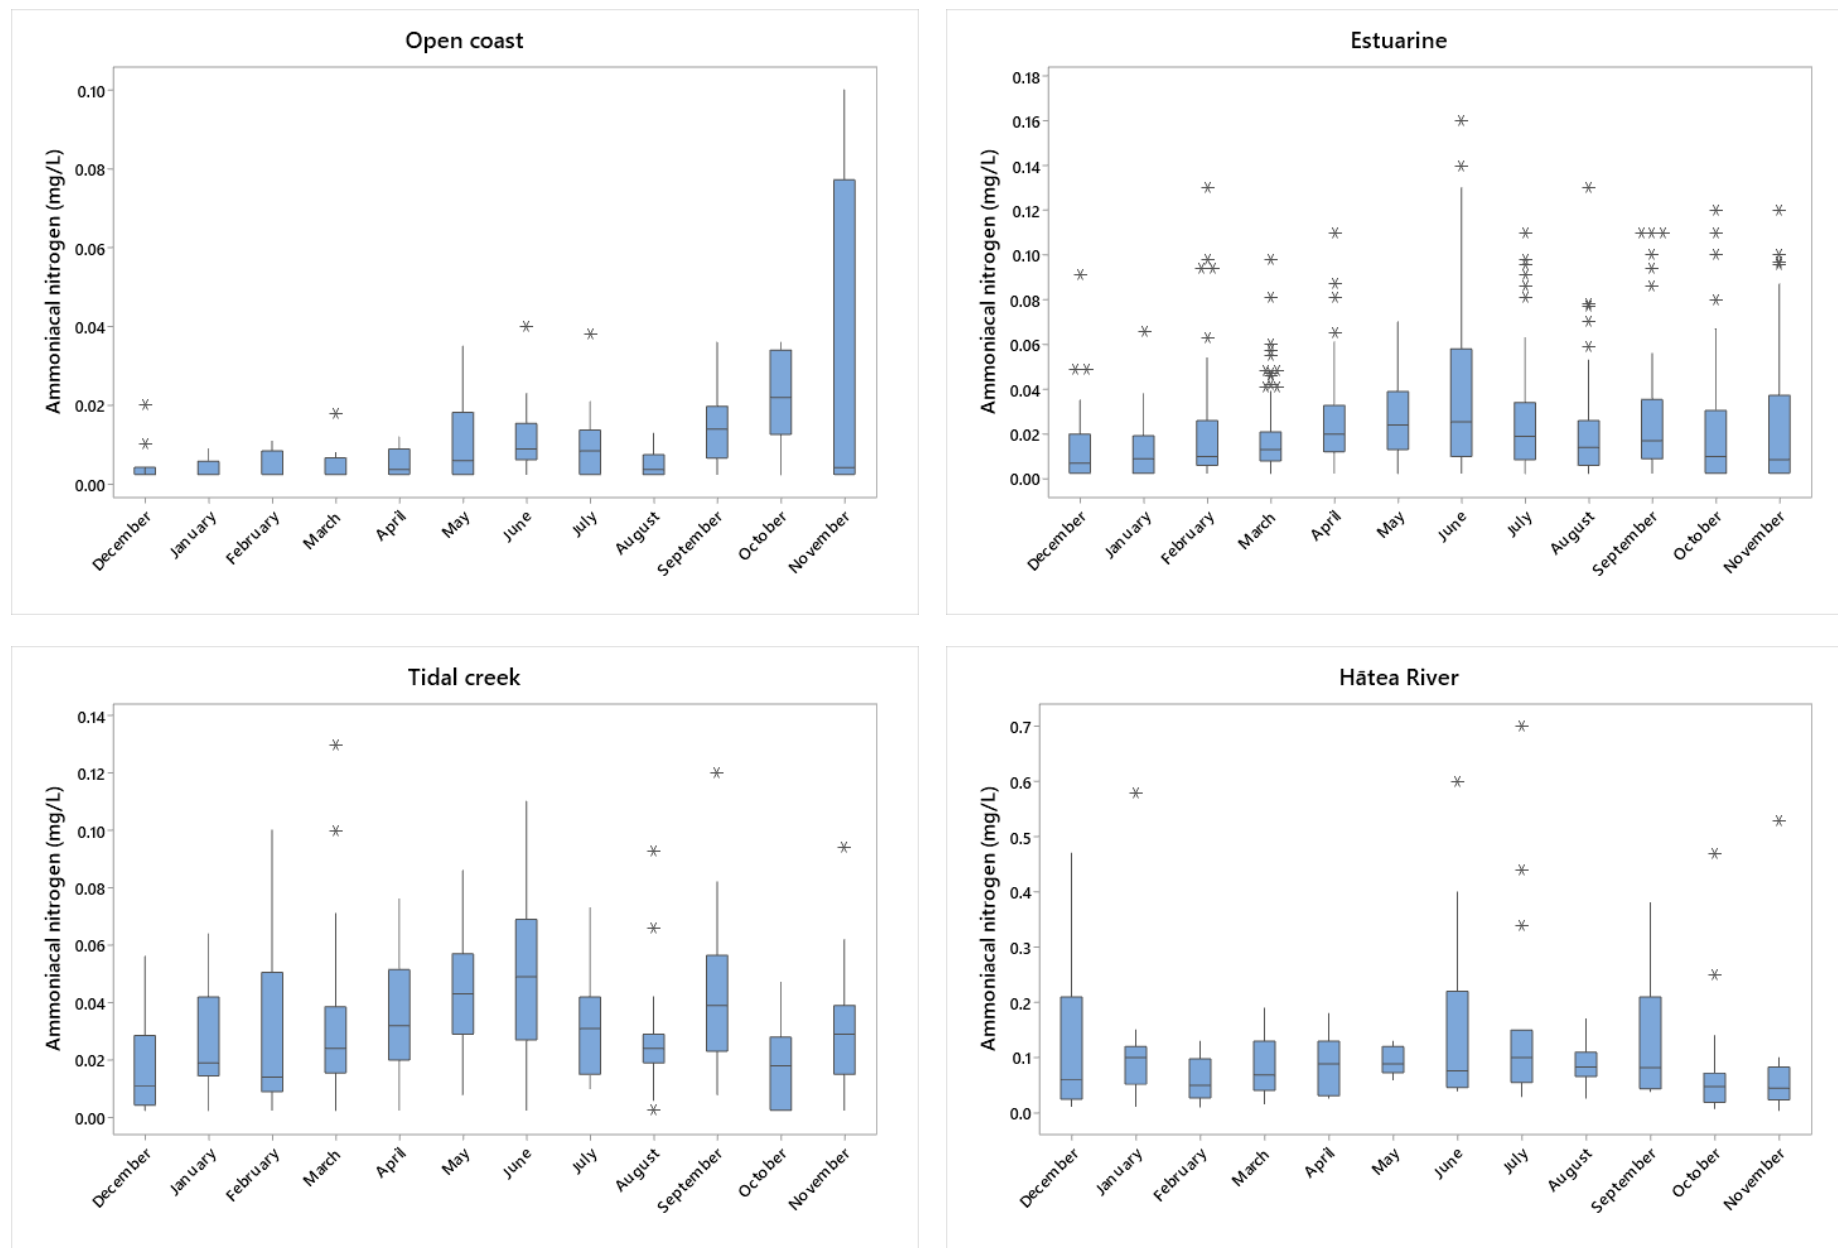 Open coast
Ammoniacal nitrogen (mg/L)
0.10
0.08
0.06
0.04
0.02
0.00
December
January
February
March
April
May
June
July
August
September
October
November
Estuarine
Ammoniacal nitrogen (mg/L)
0.18
0.16
0.14
0.12
0.10
0.08
0.06
0.04
0.02
0.00
December
January
February
March
April
May
June
July
August
September
October
November
Tidal creek
Ammoniacal nitrogen (mg/L)
0.14
0.12
0.10
0.08
0.06
0.04
0.02
0.00
December
January
February
March
April
May
June
July
August
September
October
November
Hātea River
Ammoniacal nitrogen (mg/L)
0.7
0.6
0.5
0.4
0.3
0.2
0.1
0.0
December
January
February
March
April
May
June
July
August
September
October
November